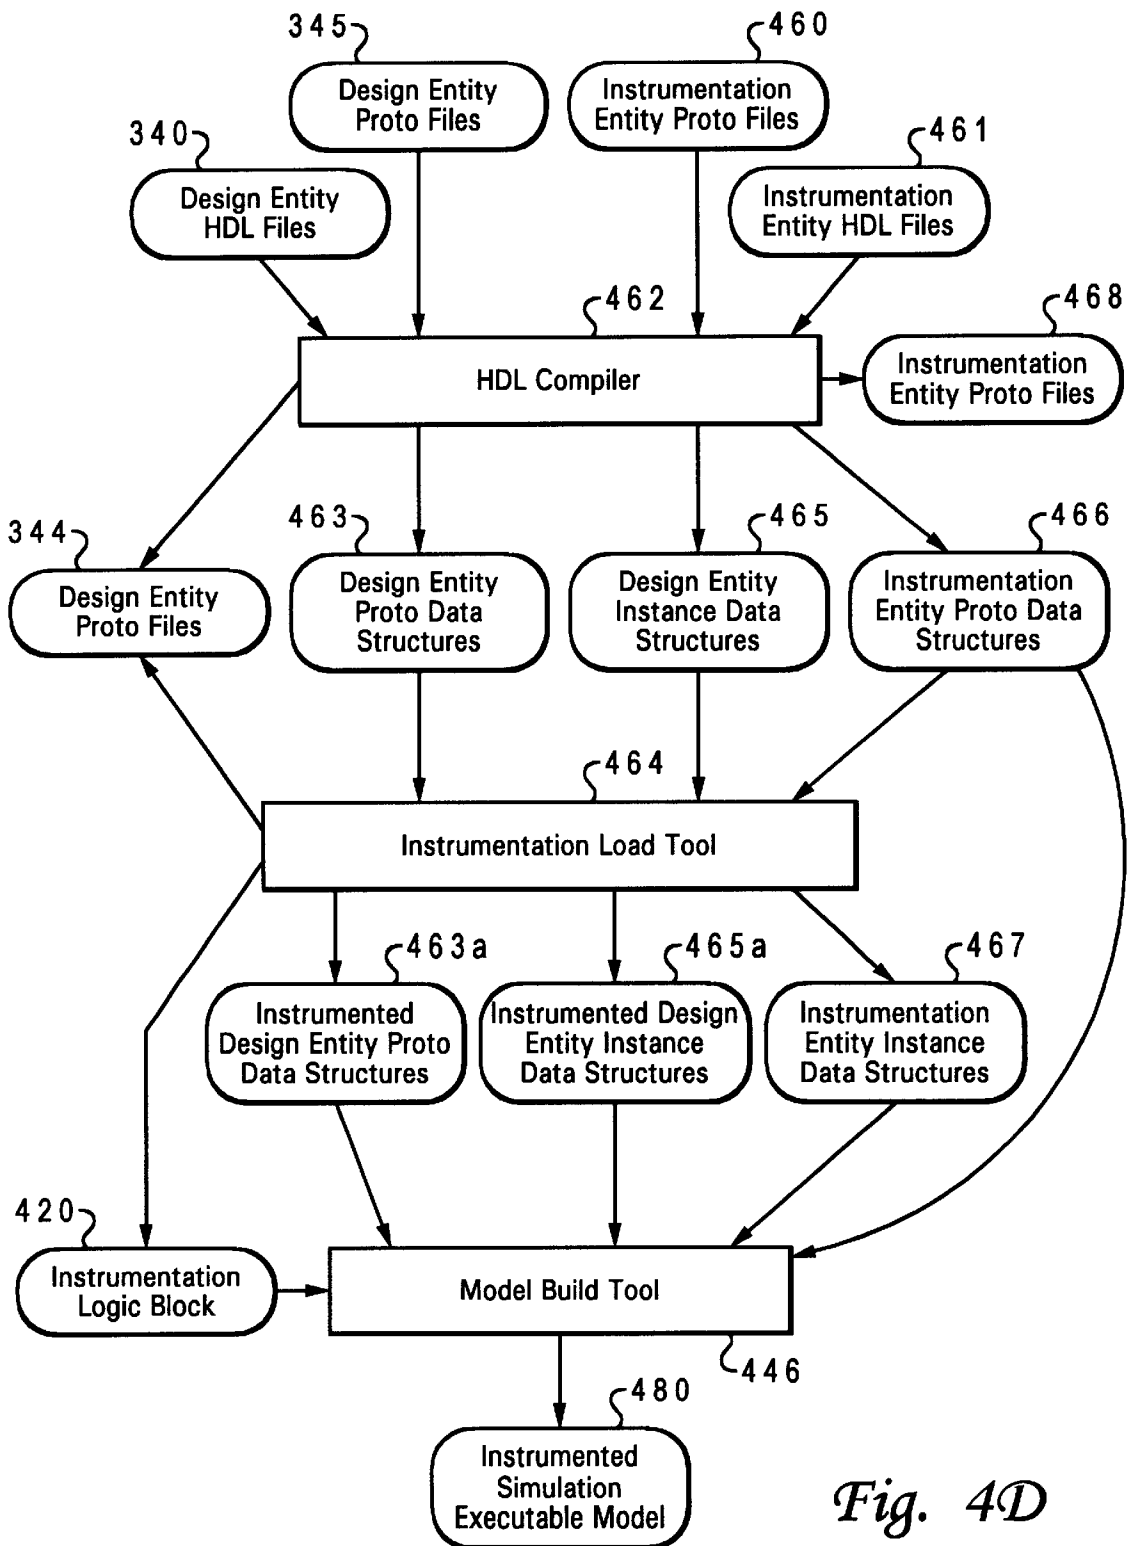 345
460
Design Entity
Proto Files
Instrumentation
Entity Proto Files
340
461
Design Entity
HDL Files
Instrumentation
Entity HDL Files
462
468
HDL Compiler
Instrumentation
Entity Proto Files
344
463
465
466
Design Entity
Proto Files
Design Entity
Proto Data
Structures
Design Entity
Instance Data
Structures
Instrumentation
Entity Proto Data
Structures
464
Instrumentation Load Tool
463a
465a
467
Instrumented
Design Entity Proto
Data Structures
Instrumented Design
Entity Instance
Data Structures
Instrumentation
Entity Instance
Data Structures
420
Instrumentation
Logic Block
Model Build Tool
446
480
Instrumented
Simulation
Executable Model
Fig. 4D